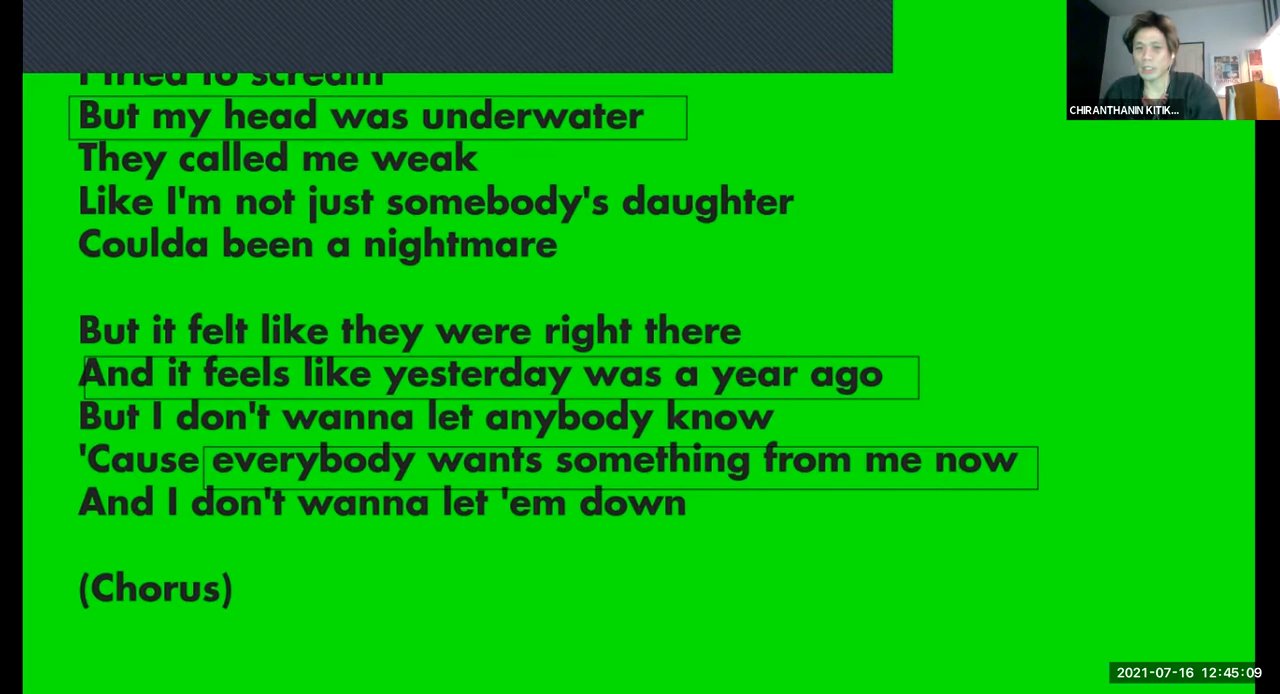 I tried to scream
But my head was underwater
They called me weak
Like I'm not just somebody's daughter
Coulda been a nightmare
But it felt like they were right there
And it feels like yesterday was a year ago
But I don't wanna let anybody know
'Cause everybody wants something from me now
And I don't wanna let 'em down
(Chorus)
CHIRANTHANIN KITIK...
2021-07-16 12:45:09